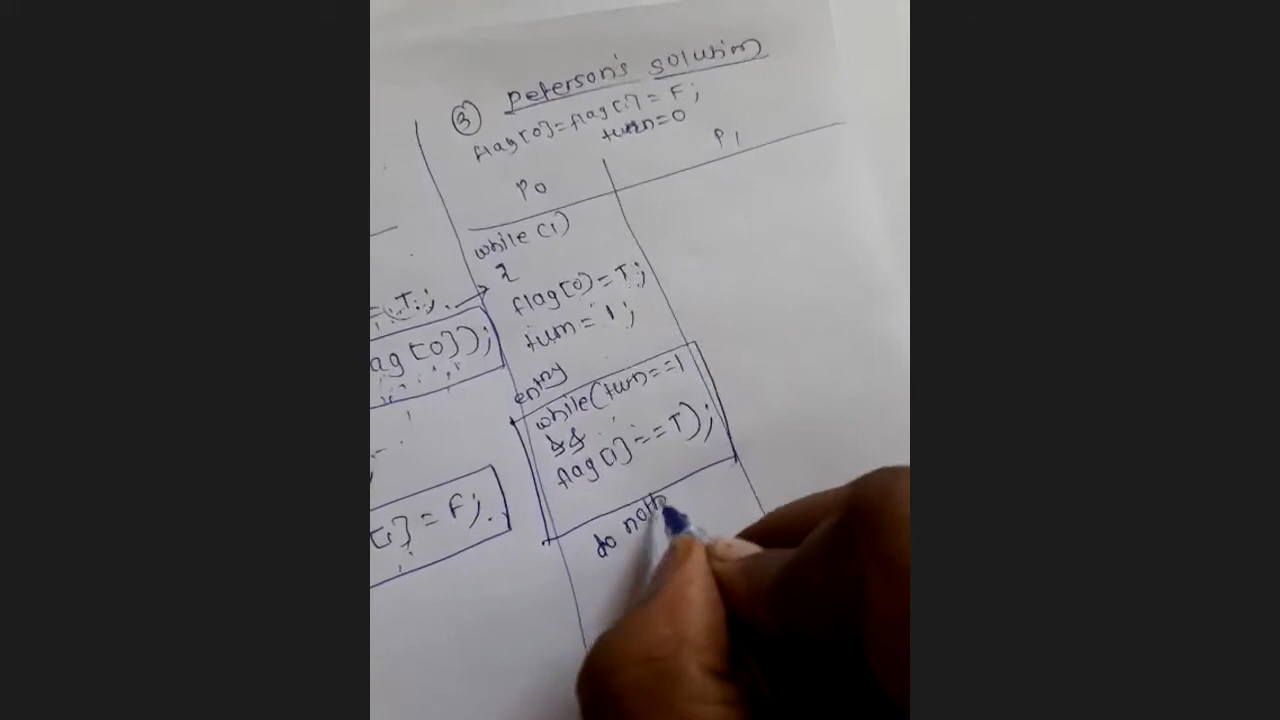 ③ Peterson's solution
flag[0]=flag[1]=F;
turn=0
P0
P1
while(1)
{
flag[0]=T;
turn=1;
entry
while(turn==1
&&
flag[1]==T);
do noth
=T;
ag[0]);
[1]=F;